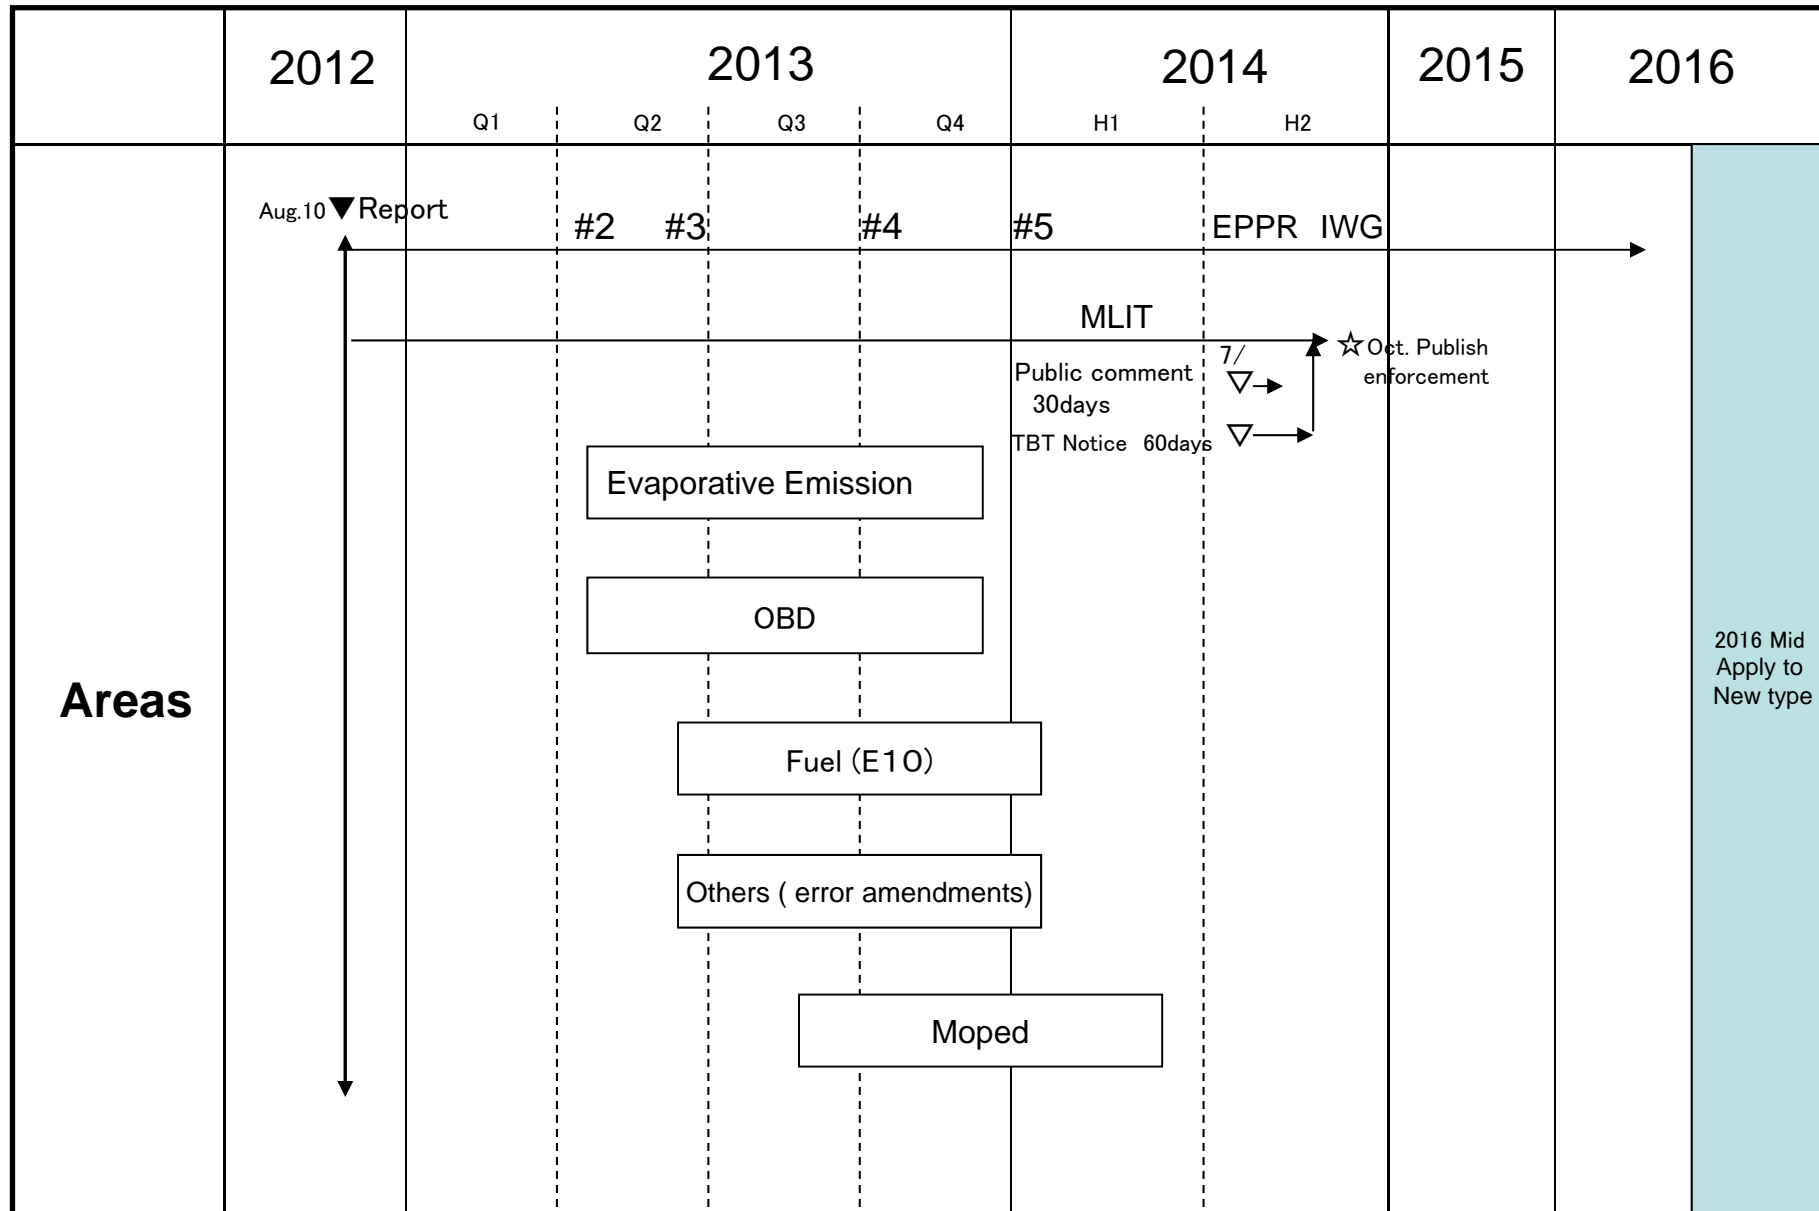 2012 2013 2014 2015 2016
Q1 Q2 Q3 Q4 H1 H2
Aug.10▼Report
#2 #3 #4 #5 EPPR IWG
MLIT
7/
☆Oct. Publish
enforcement
Public comment
30days
TBT Notice 60days
Evaporative Emission
OBD
2016 Mid
Apply to
New type
Areas
Fuel (E10)
Others ( error amendments)
Moped